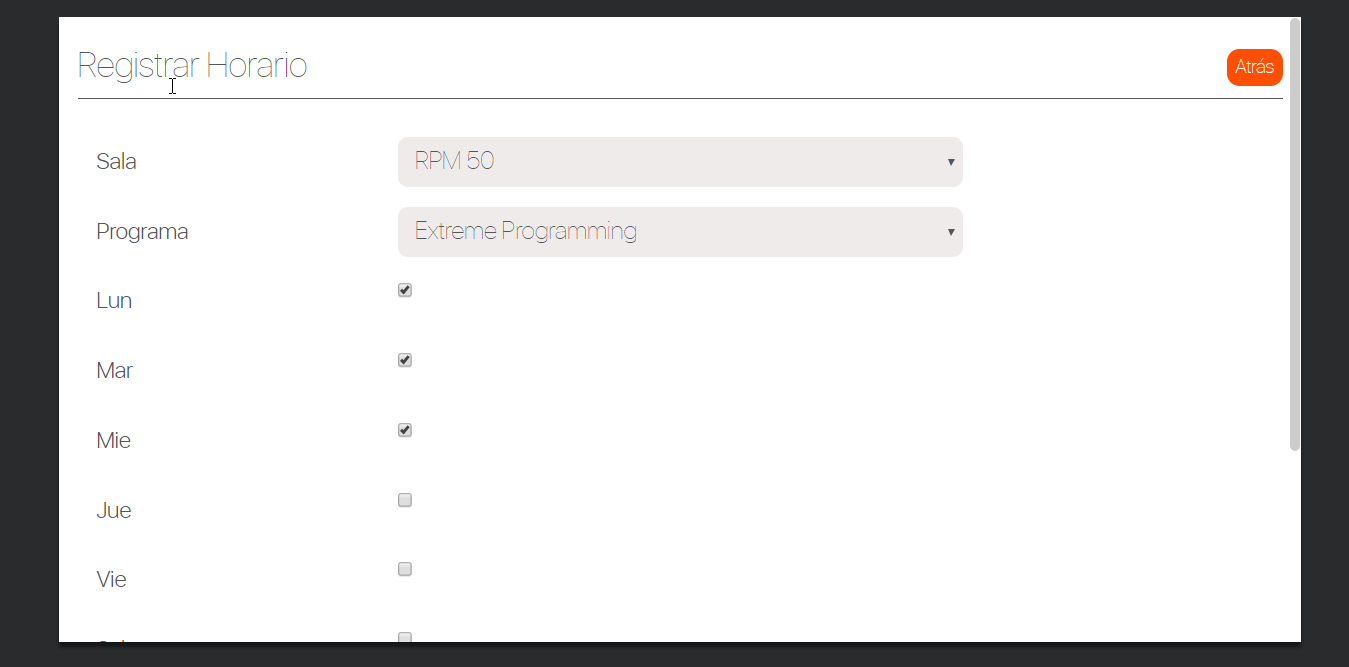 Registrar Horario
Atrás
Sala
RPM 50
Programa
Extreme Programming
Lun
Mar
Mie
Jue
Vie